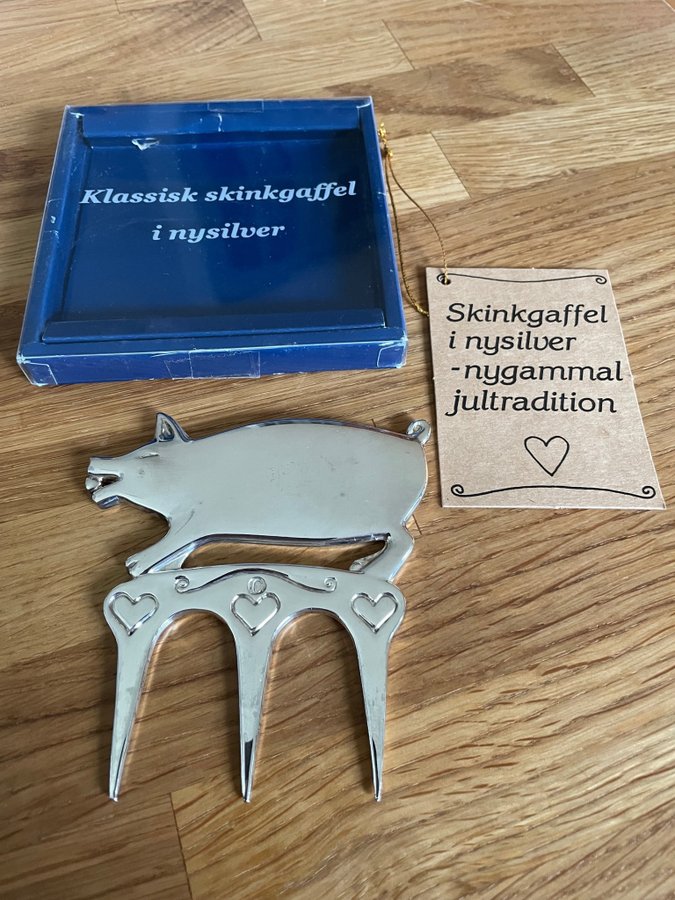 Klassisk skinkgaffel
i nysilver
Skinkgaffel
i nysilver
-nygammal
jultradition